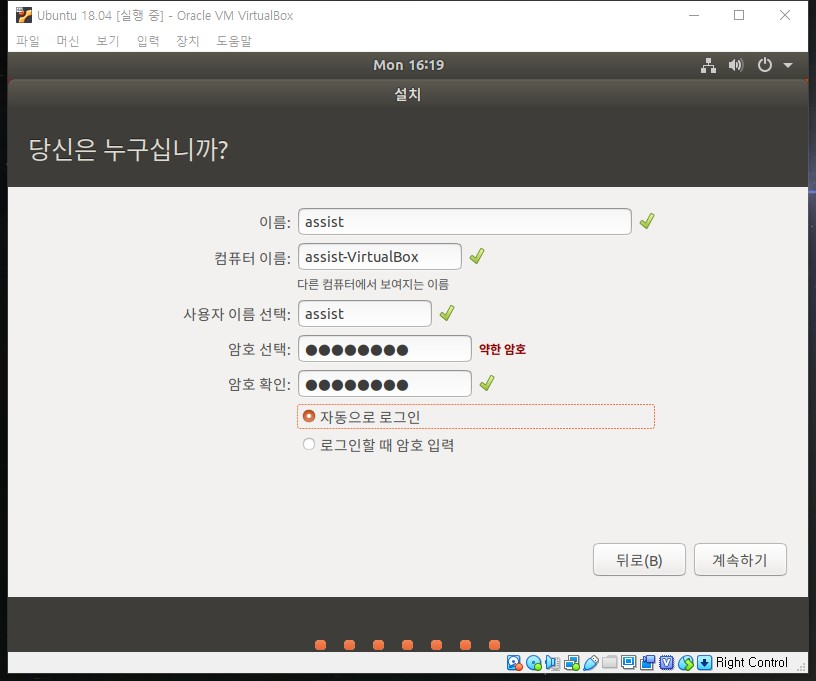 Ubuntu 18.04 [실행 중] - Oracle VM VirtualBox
파일 머신 보기 입력 장치 도움말
Mon 16:19
설치
당신은 누구십니까?
이름: assist
컴퓨터 이름: assist-VirtualBox
다른 컴퓨터에서 보여지는 이름
사용자 이름 선택: assist
암호 선택: ●●●●●●●● 약한 암호
암호 확인: ●●●●●●●●
자동으로 로그인
로그인할 때 암호 입력
뒤로(B) 계속하기
Right Control